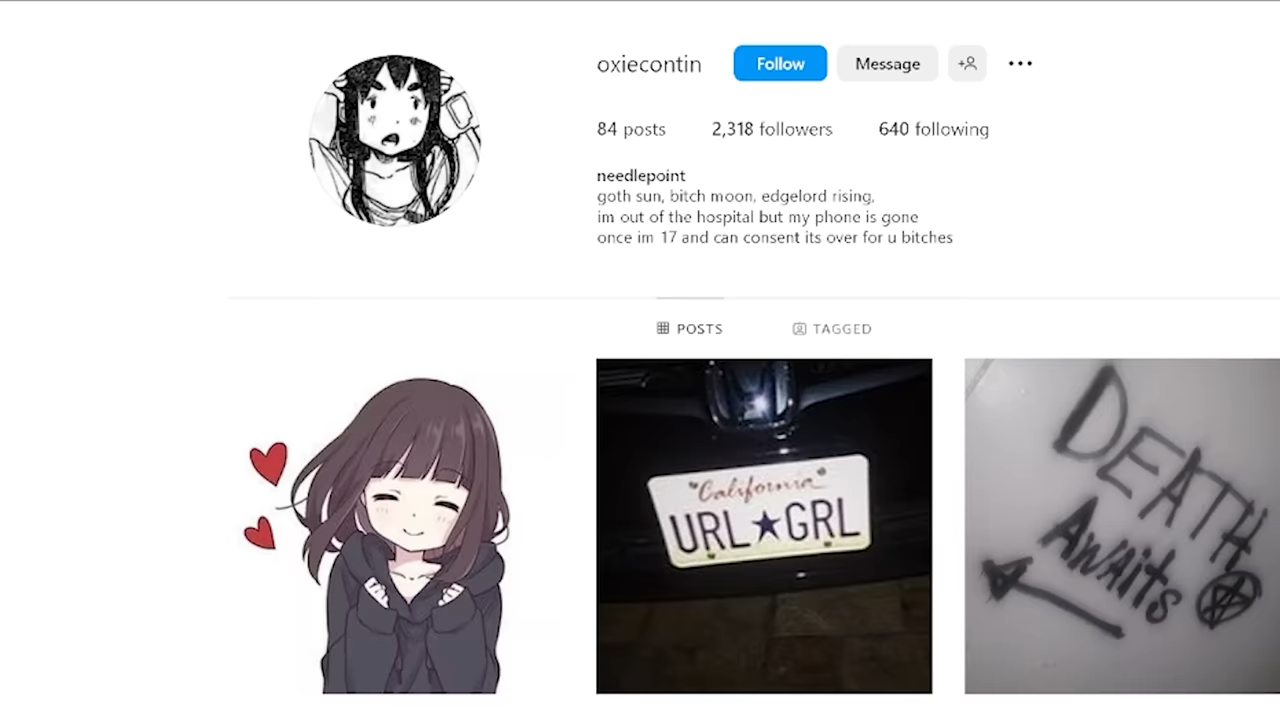 oxiecontin Follow Message
84 posts 2,318 followers 640 following
needlepoint
goth sun, bitch moon, edgelord rising,
im out of the hospital but my phone is gone
once im 17 and can consent its over for u bitches
POSTS TAGGED
California
URL★GRL
DEATH
AWAits